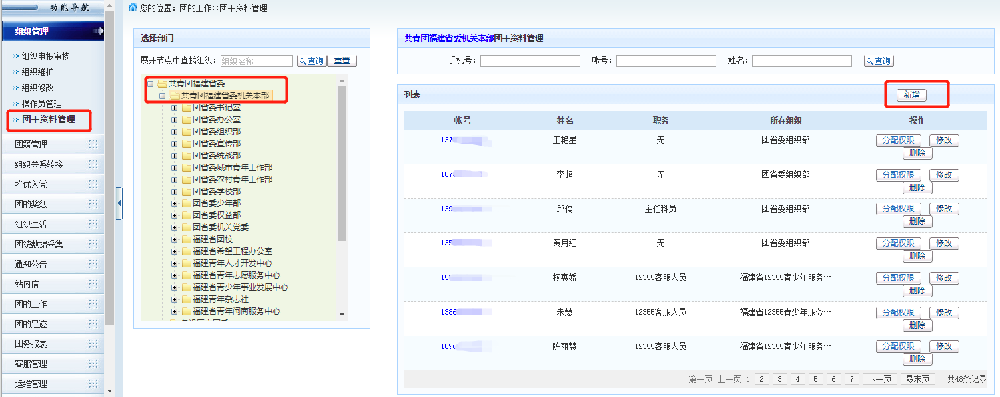 功能导航
组织管理
组织申报审核
组织维护
组织修改
操作员管理
团干资料管理
团籍管理
组织关系转接
推优入党
团的奖惩
组织生活
团统数据采集
通知公告
站内信
团的工作
团的足迹
团务报表
客服管理
运维管理
您的位置：团的工作>>团干资料管理
选择部门
展开节点中查找组织： 组织名称 查询 重置
共青团福建省委
共青团福建省委机关本部
团省委书记室
团省委办公室
团省委组织部
团省委宣传部
团省委统战部
团省委城市青年工作部
团省委农村青年工作部
团省委学校部
团省委少年部
团省委权益部
团省委机关党委
福建省团校
福建省希望工程办公室
福建青年人才开发中心
福建省青年志愿服务中心
福建省青少年事业发展中心
福建青年杂志社
福建省青年闽商服务中心
共青团福建省委机关本部团干资料管理
手机号： 帐号： 姓名： 查询
列表 新增
帐号 姓名 职务 所在组织 操作
137 王艳星 无 团省委组织部 分配权限 修改
删除
187 李超 无 团省委组织部 分配权限 修改
删除
139 邱儒 主任科员 团省委组织部 分配权限 修改
删除
135 黄月红 无 团省委组织部 分配权限 修改
删除
15 杨惠娇 12355客服人员 福建省12355青少年服务… 分配权限 修改
删除
1386 朱慧 12355客服人员 福建省12355青少年服务… 分配权限 修改
删除
189 陈丽慧 12355客服人员 福建省12355青少年服务… 分配权限 修改
删除
第一页 上一页 1 2 3 4 5 6 7 下一页 最末页 共48条记录